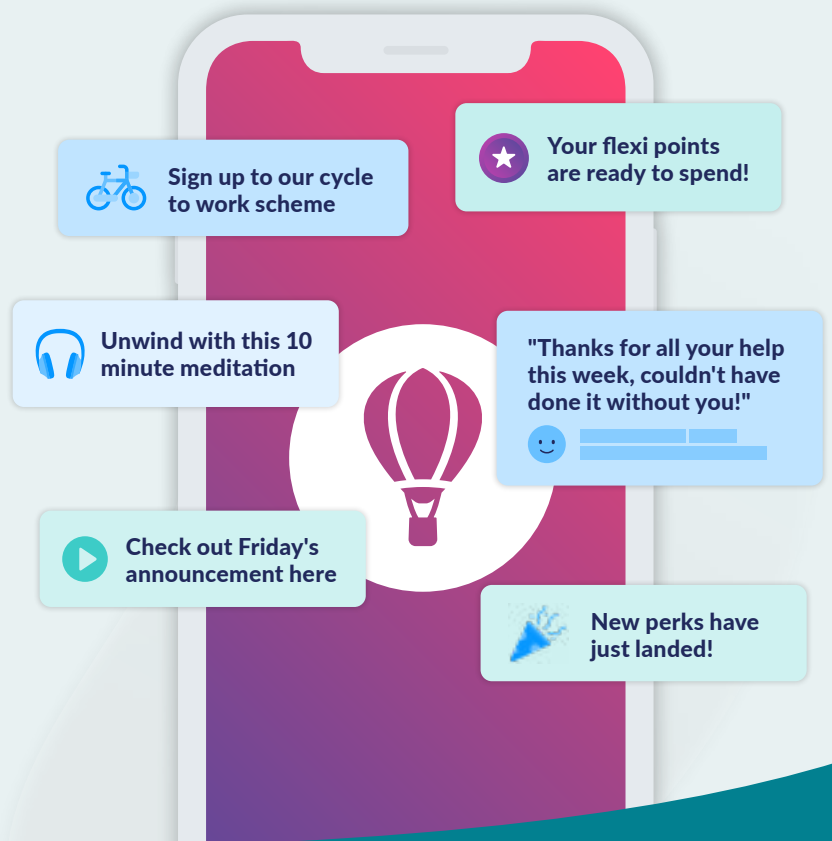 Your flexi points
are ready to spend!
Sign up to our cycle
to work scheme
Unwind with this 10
minute meditation
"Thanks for all your help
this week, couldn't have
done it without you!"
Check out Friday's
announcement here
New perks have
just landed!